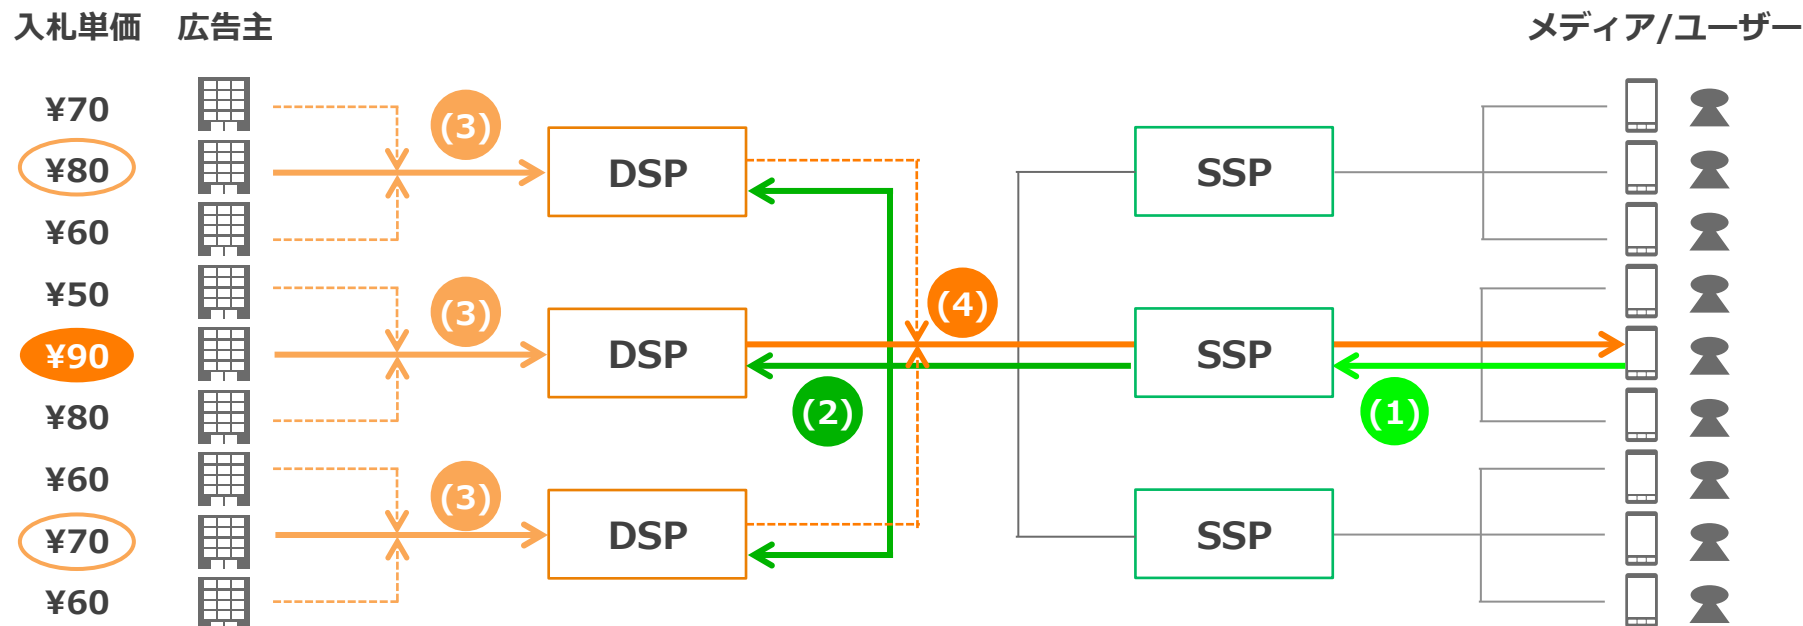 入札単価 広告主 メディア/ユーザー
¥70
(3)
¥80 DSP SSP
¥60
¥50
(3) (4)
¥90 DSP SSP
¥80 (2) (1)
¥60
(3)
¥70 DSP SSP
¥60